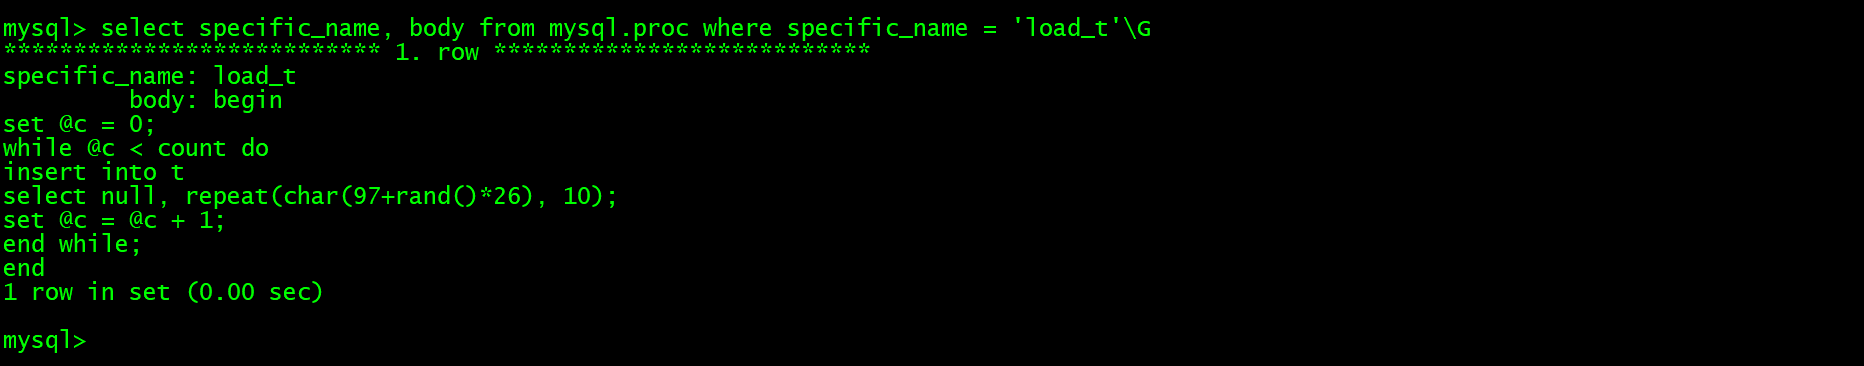 mysql> select specific_name, body from mysql.proc where specific_name = 'load_t'\G
*************************** 1. row ***************************
specific_name: load_t
         body: begin
set @c = 0;
while @c < count do
insert into t
select null, repeat(char(97+rand()*26), 10);
set @c = @c + 1;
end while;
end
1 row in set (0.00 sec)
mysql>